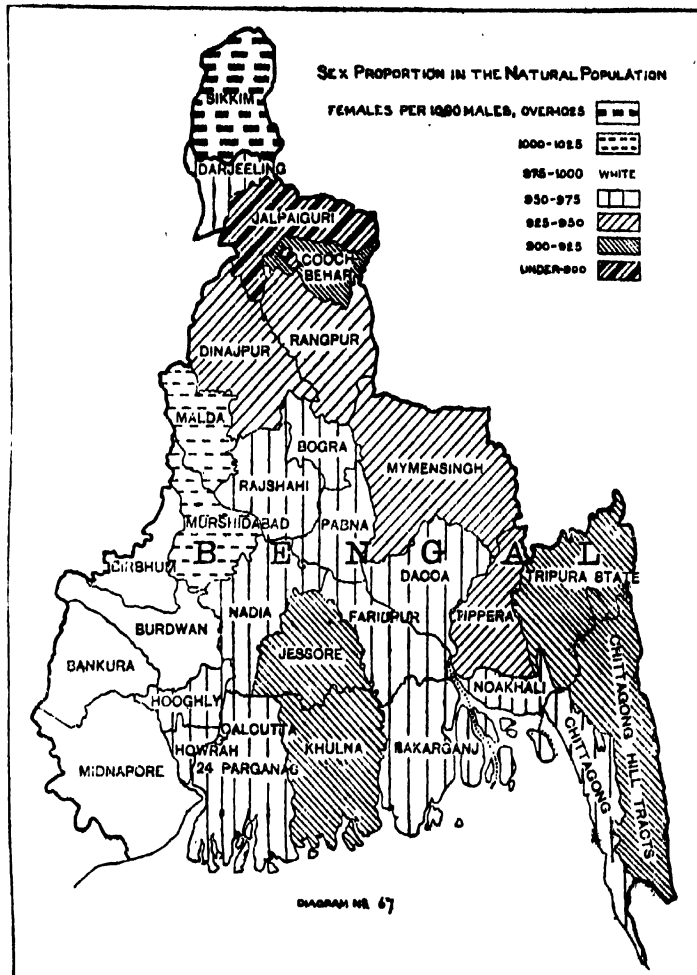 SEX PROPORTION IN THE NATURAL POPULATION
FEMALES PER 1000 MALES, OVER 1025
1000-1025
975-1000 WHITE
950-975
925-950
900-925
UNDER 900
SIKKIM
DARJEELING
JALPAIGURI
COOCH
BEHAR
DINAJPUR
RANGPUR
MALDA
BOGRA
MYMENSINGH
RAJSHAHI
MURSHIDABAD
PABNA
BENGAL
BIRBHUM
DACCA
TRIPURA STATE
NADIA
FARIDPUR
TIPPERA
BURDWAN
BANKURA
JESSORE
NOAKHALI
CHITTAGONG HILL TRACTS
HOOGHLY
CALCUTTA
HOWRAH
24 PARGANAS
KHULNA
BAKARGANJ
CHITTAGONG
MIDNAPORE
DIAGRAM NO 67